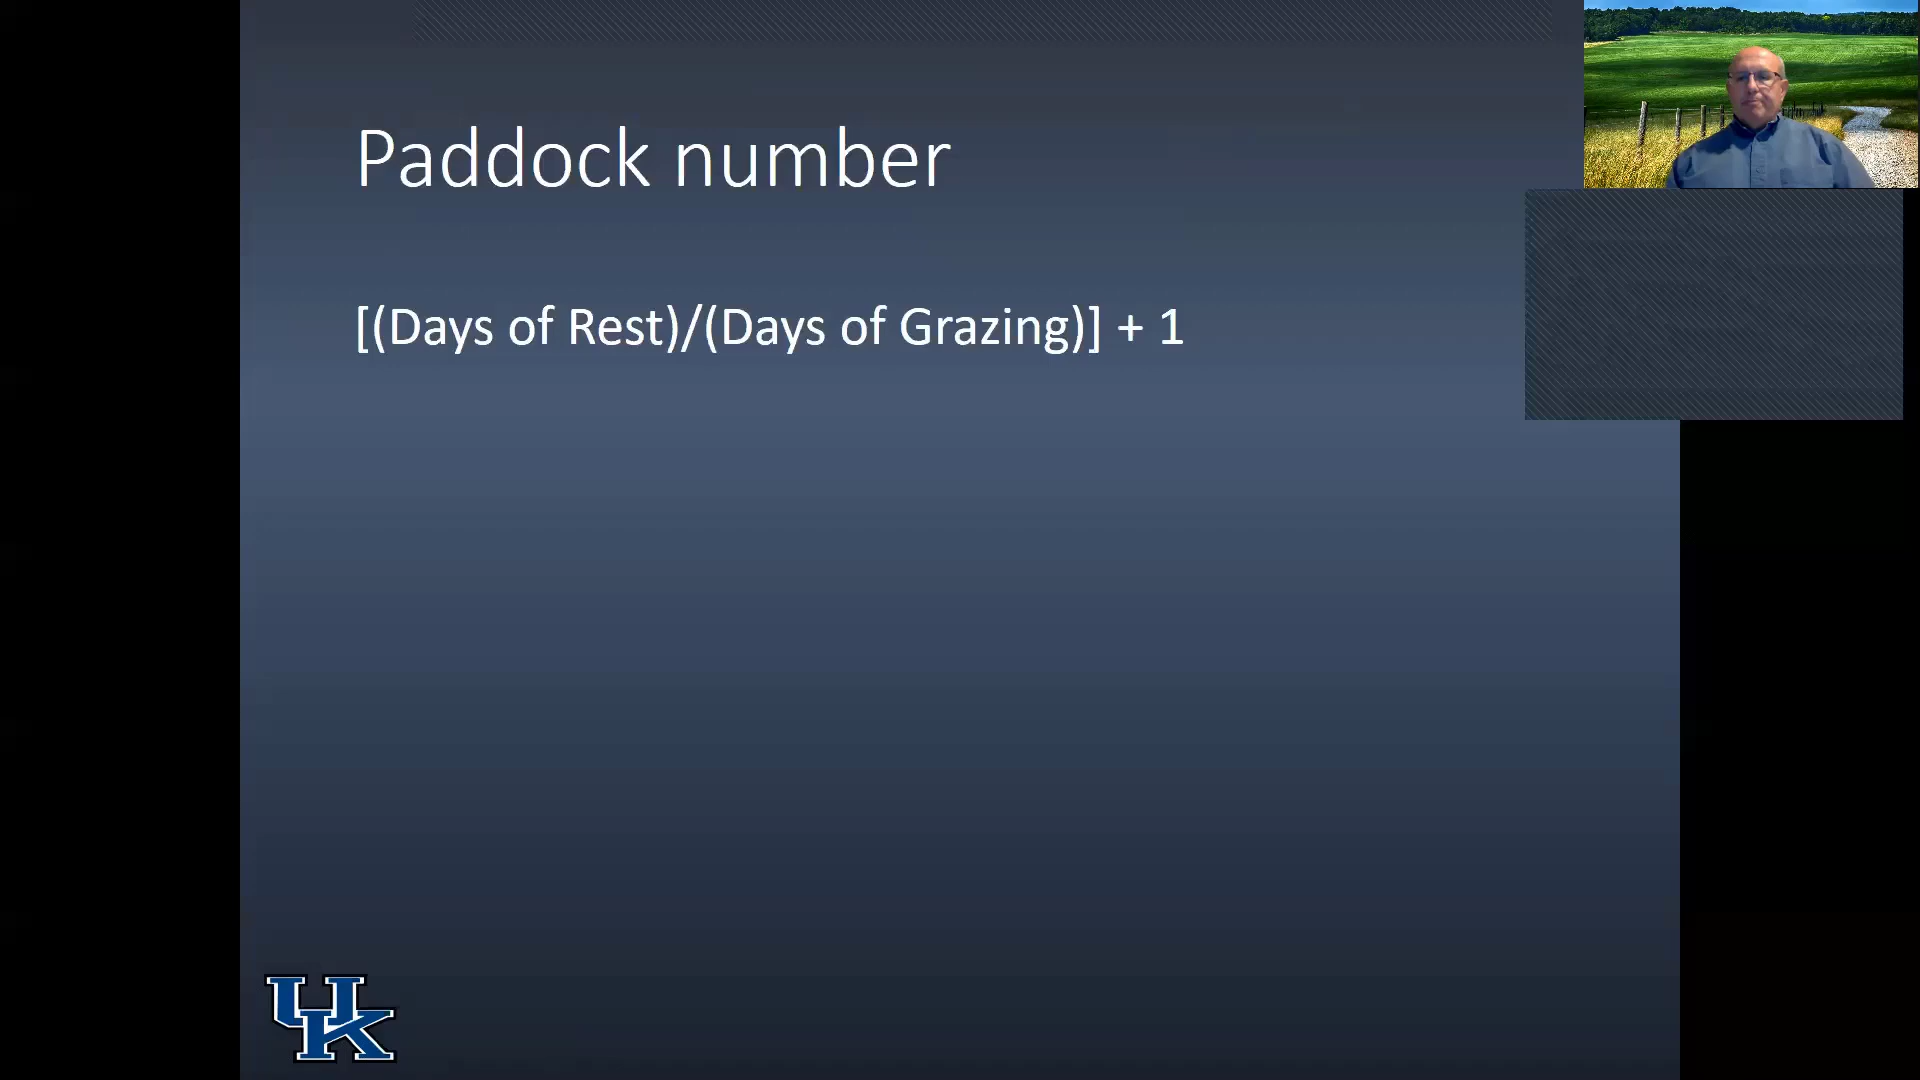 Paddock number
[(Days of Rest)/(Days of Grazing)] + 1
UK